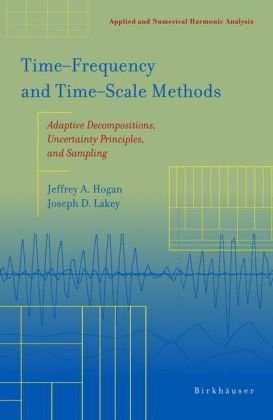 Applied and Numerical Harmonic Analysis
Time–Frequency
and Time–Scale Methods
Adaptive Decompositions,
Uncertainty Principles,
and Sampling
Jeffrey A. Hogan
Joseph D. Lakey
Birkhäuser